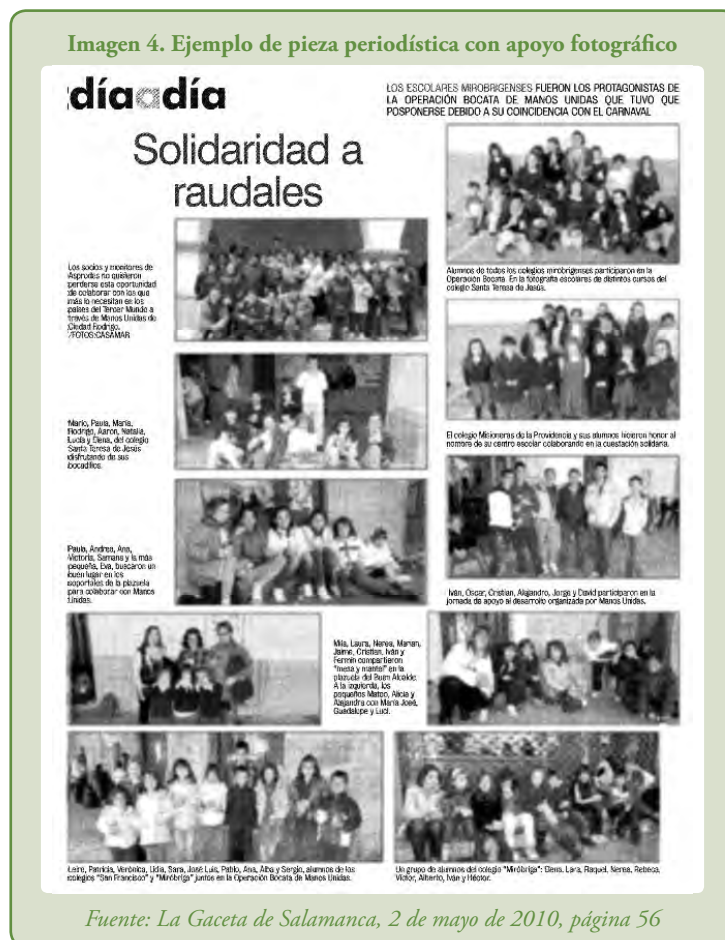 Imagen 4. Ejemplo de pieza periodística con apoyo fotográfico
:día a día
LOS ESCOLARES MIROBRIGENSES FUERON LOS PROTAGONISTAS DE
LA OPERACIÓN BOCATA DE MANOS UNIDAS QUE TUVO QUE
POSPONERSE DEBIDO A SU COINCIDENCIA CON EL CARNAVAL
Solidaridad a
raudales
Los socios y monitores de
Asprodes no quisieron
perderse esta oportunidad
de colaborar con los que
más lo necesitan en los
países del Tercer Mundo a
través de Manos Unidas de
Ciudad Rodrigo.
/FOTOS:CASAMAR
Alumnos de todos los colegios mirobrigenses participaron en la
Operación Bocata. En la fotografía escolares de distintos cursos del
colegio Santa Teresa de Jesús.
Mario, Paula, María,
Rodrigo, Aaron, Natalia,
Lucía y Elena, del colegio
Santa Teresa de Jesús
disfrutando de sus
bocadillos.
El colegio Misioneras de la Providencia y sus alumnos hicieron honor al
nombre de su centro escolar colaborando en la cuestación solidaria.
Paula, Andrea, Ana,
Victoria, Samara y la más
pequeña, Eva, buscaron un
buen lugar en los
soportales de la plazuela
para colaborar con Manos
Unidas.
Iván, Óscar, Cristian, Alejandro, Jorge y David participaron en la
jornada de apoyo al desarrollo organizada por Manos Unidas.
Mila, Laura, Nerea, Marian,
Jaime, Cristian, Iván y
Fermín compartieron
"mesa y mantel" en la
plazuela del Buen Alcalde.
A la izquierda, los
pequeños Mateo, Alicia y
Alejandra con María José,
Guadalupe y Luci.
Leire, Patricia, Verónica, Lidia, Sara, José Luis, Pablo, Ana, Alba y Sergio, alumnos de los
colegios "San Francisco" y "Miróbriga" juntos en la Operación Bocata de Manos Unidas.
Un grupo de alumnos del colegio "Miróbriga": Elena, Lara, Raquel, Nerea, Rebeca,
Víctor, Alberto, Iván y Héctor.
Fuente: La Gaceta de Salamanca, 2 de mayo de 2010, página 56